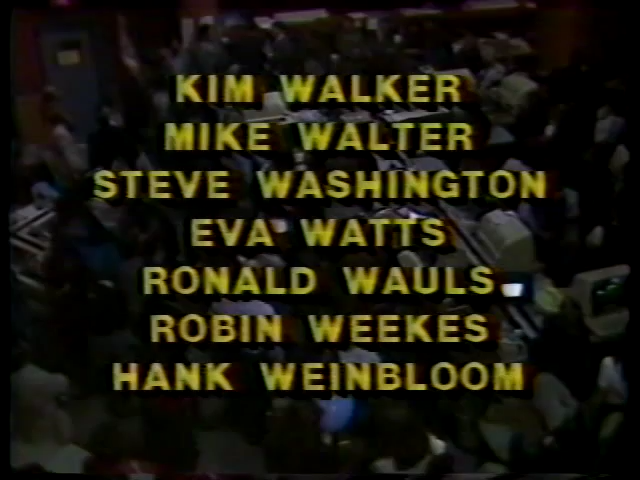 KIM WALKER
MIKE WALTER
STEVE WASHINGTON
EVA WATTS
RONALD WAULS
ROBIN WEEKES
HANK WEINBLOOM